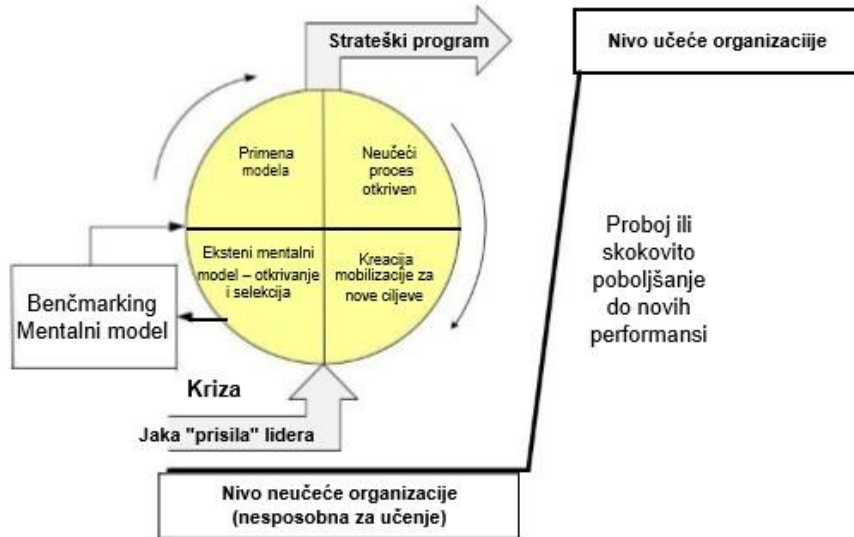 Strateški program
Nivo učeće organizaciije
Primena
modela
Neučeći
proces
otkriven
Eksteni mentalni
model – otkrivanje
i selekcija
Kreacija
mobilizacije za
nove ciljeve
Benčmarking
Mentalni model
Proboj ili
skokovito
poboljšanje
do novih
performansi
Kriza
Jaka "prisila" lidera
Nivo neučeće organizacije
(nesposobna za učenje)